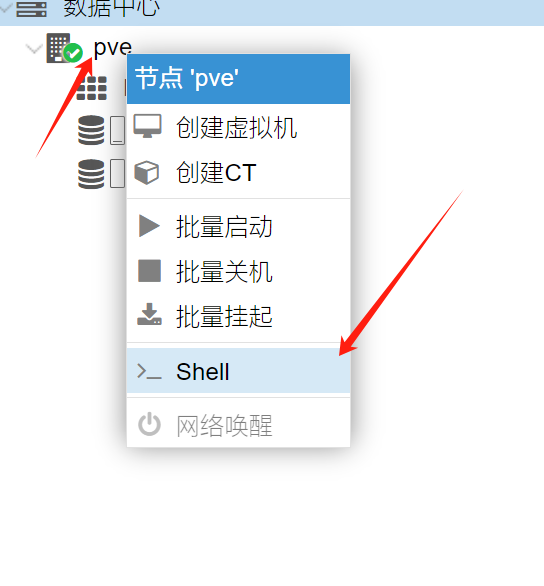 数据中心
pve
节点 'pve'
创建虚拟机
创建CT
批量启动
批量关机
批量挂起
Shell
网络唤醒